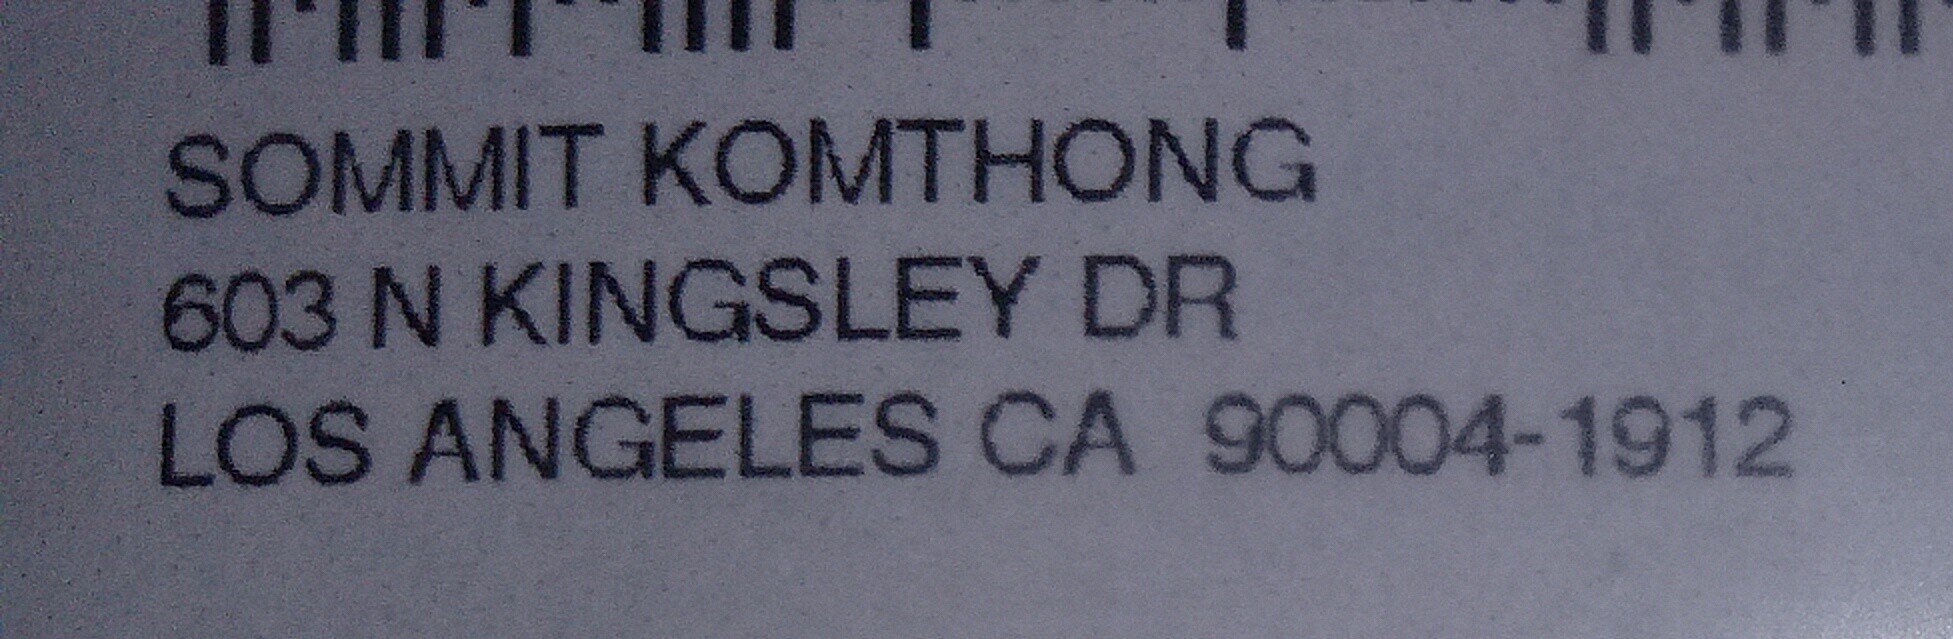 SOMMIT KOMTHONG
603 N KINGSLEY DR
LOS ANGELES CA 90004-1912